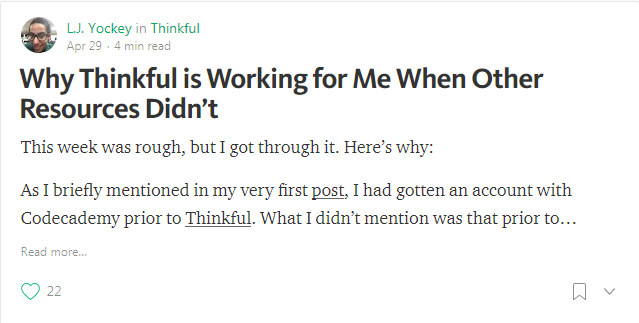 L.J. Yockey in Thinkful
Apr 29 · 4 min read
Why Thinkful is Working for Me When Other
Resources Didn’t
This week was rough, but I got through it. Here’s why:
As I briefly mentioned in my very first post, I had gotten an account with
Codecademy prior to Thinkful. What I didn’t mention was that prior to…
Read more…
22